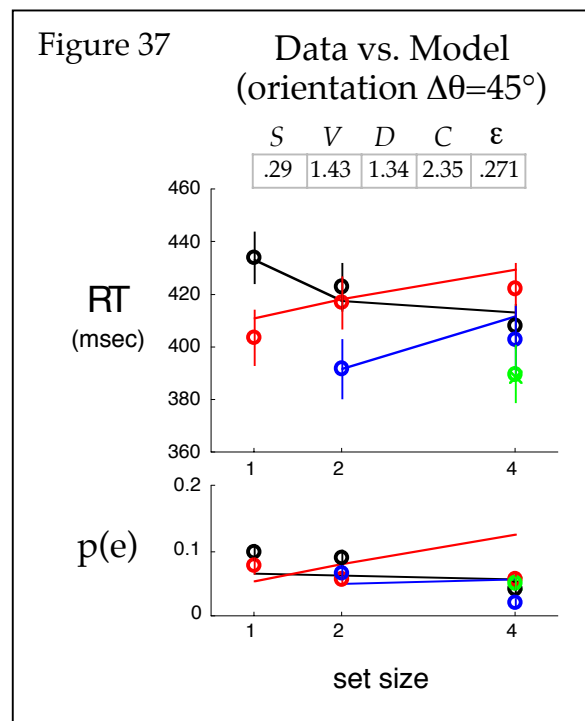 Figure 37
Data vs. Model
(orientation Δθ=45°)
S V D C ε
.29 1.43 1.34 2.35 .271
460
440
420
400
380
360
RT
(msec)
1 2 4
0.2
0.1
0
p(e)
1 2 4
set size